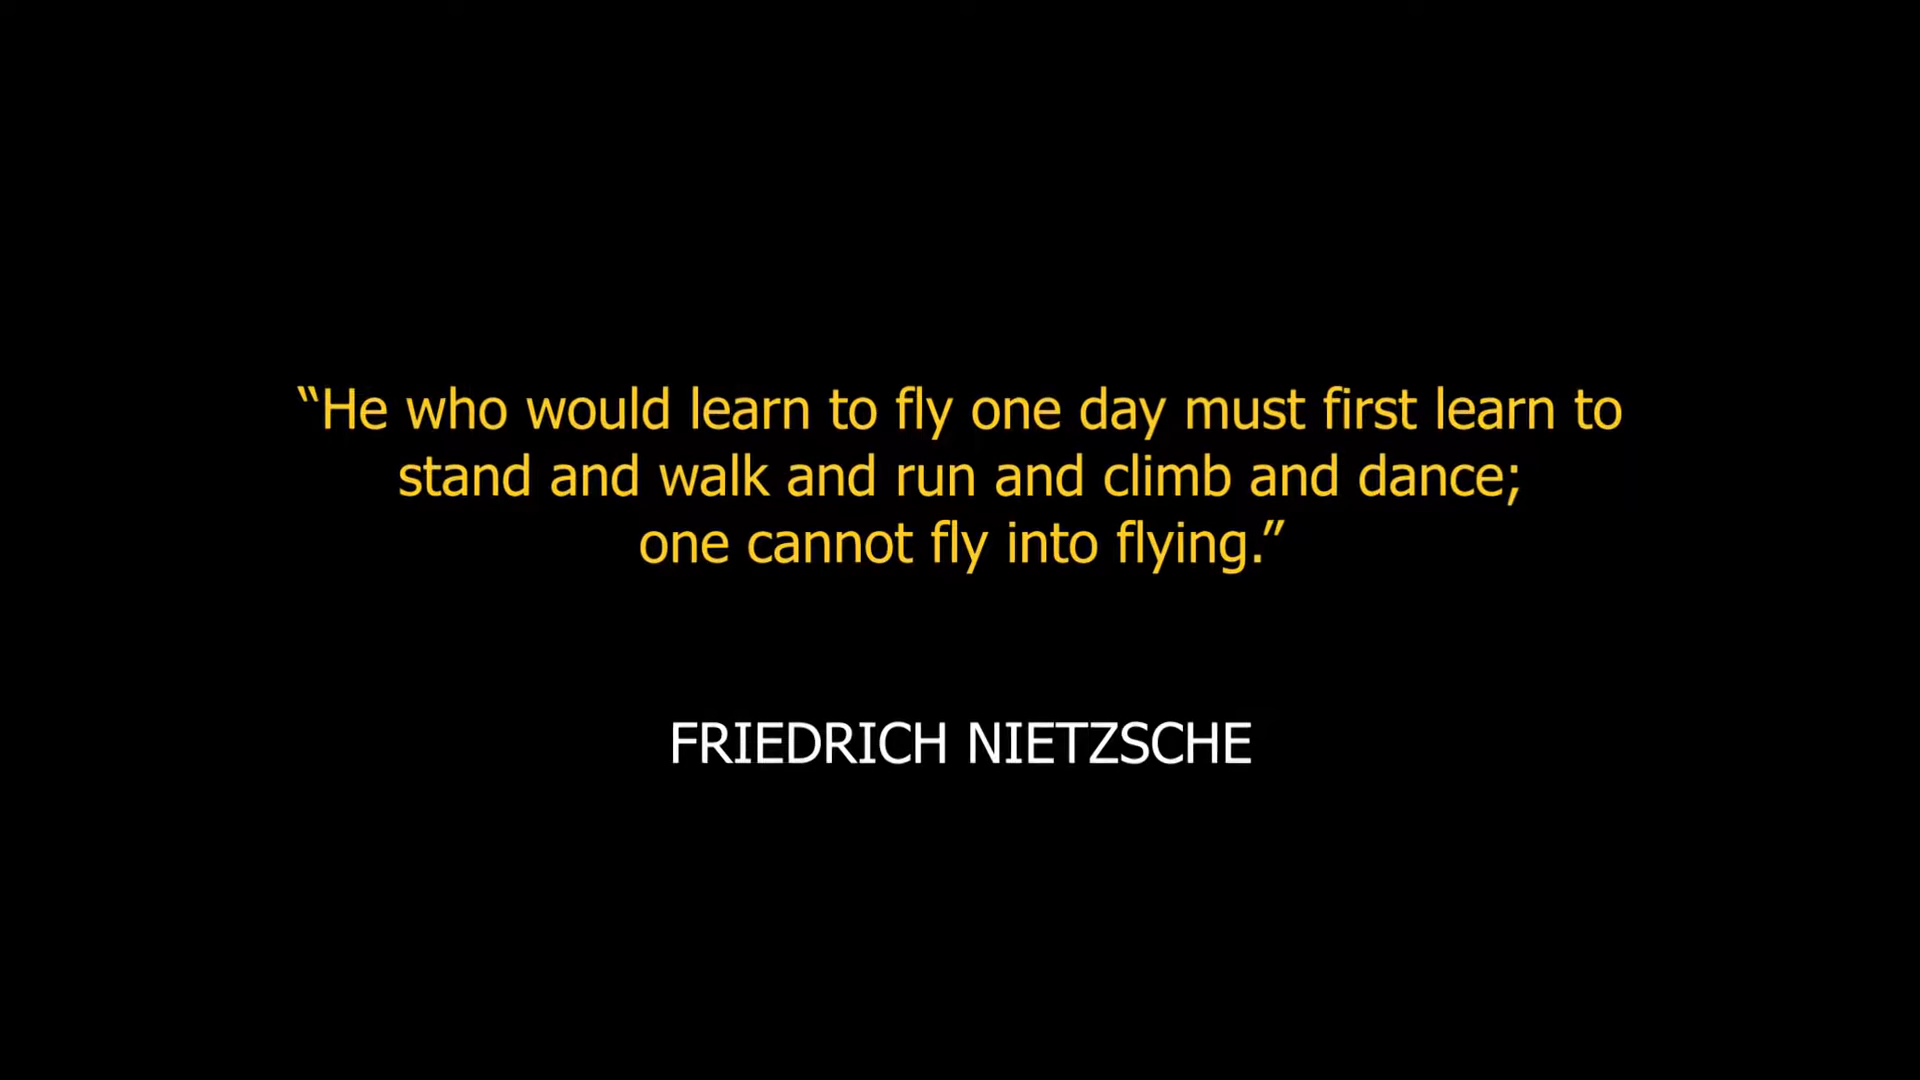 “He who would learn to fly one day must first learn to
stand and walk and run and climb and dance;
one cannot fly into flying.”
FRIEDRICH NIETZSCHE